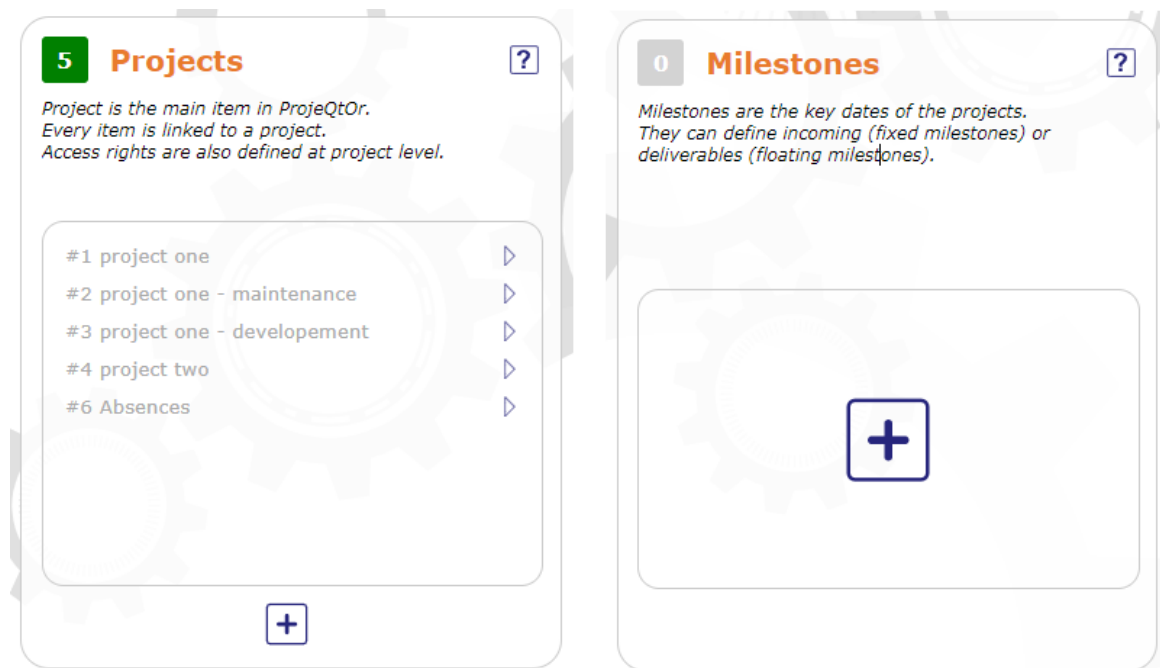 5 Projects ?
Project is the main item in ProjeQtOr.
Every item is linked to a project.
Access rights are also defined at project level.
#1 project one
#2 project one - maintenance
#3 project one - developement
#4 project two
#6 Absences
+
0 Milestones ?
Milestones are the key dates of the projects.
They can define incoming (fixed milestones) or
deliverables (floating milestones).
+